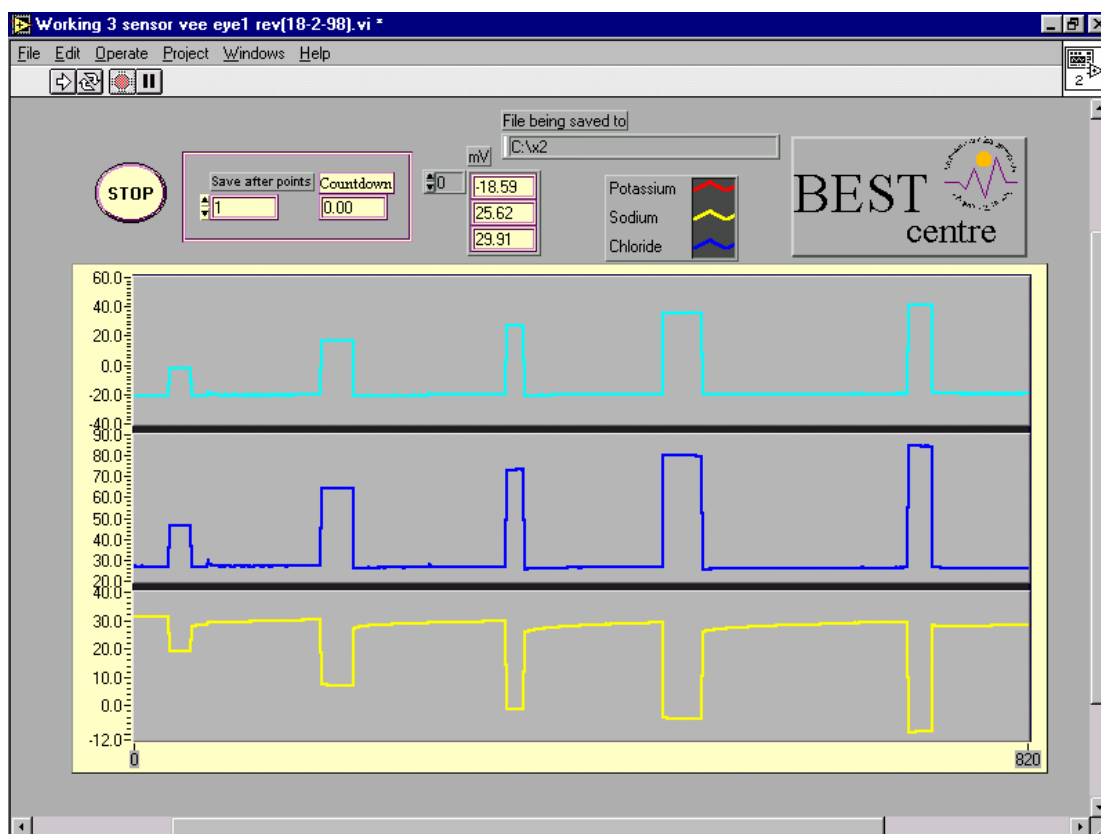 Working 3 sensor vee eye1 rev(18-2-98).vi *
File Edit Operate Project Windows Help
2
File being saved to
C:\x2
mV
STOP
Save after points Countdown
1 0.00
0
-18.59
25.62
29.91
Potassium
Sodium
Chloride
BEST
centre
60.0
40.0
20.0
0.0
-20.0
-40.0
90.0
80.0
70.0
60.0
50.0
40.0
30.0
20.0
40.0
30.0
20.0
10.0
0.0
-12.0
0 820